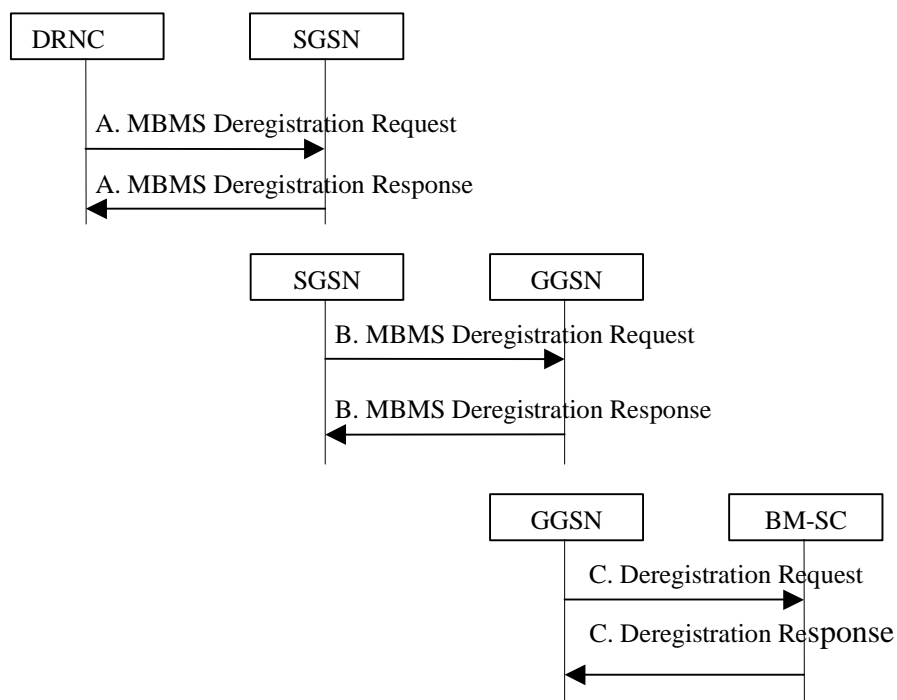 DRNC SGSN
A. MBMS Deregistration Request
A. MBMS Deregistration Response
SGSN GGSN
B. MBMS Deregistration Request
B. MBMS Deregistration Response
GGSN BM-SC
C. Deregistration Request
C. Deregistration Response